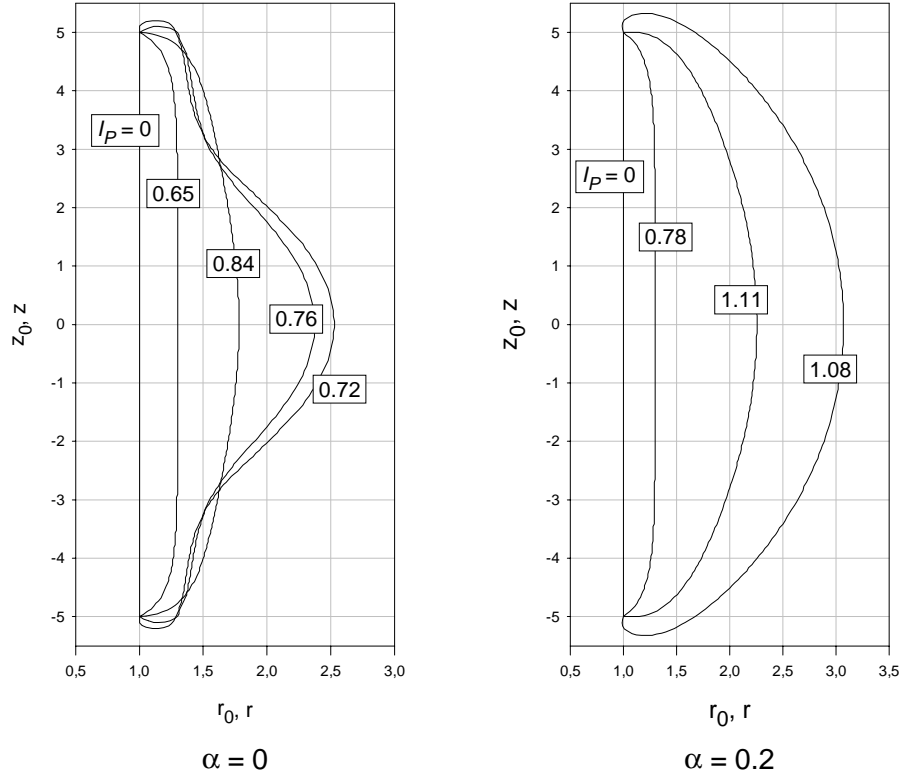 5
4
3
2
1
0
-1
-2
-3
-4
-5
z0, z
l_P = 0
0.65
0.84
0.76
0.72
0,5 1,0 1,5 2,0 2,5 3,0
r0, r
α = 0
5
4
3
2
1
0
-1
-2
-3
-4
-5
z0, z
l_P = 0
0.78
1.11
1.08
0,5 1,0 1,5 2,0 2,5 3,0 3,5
r0, r
α = 0.2